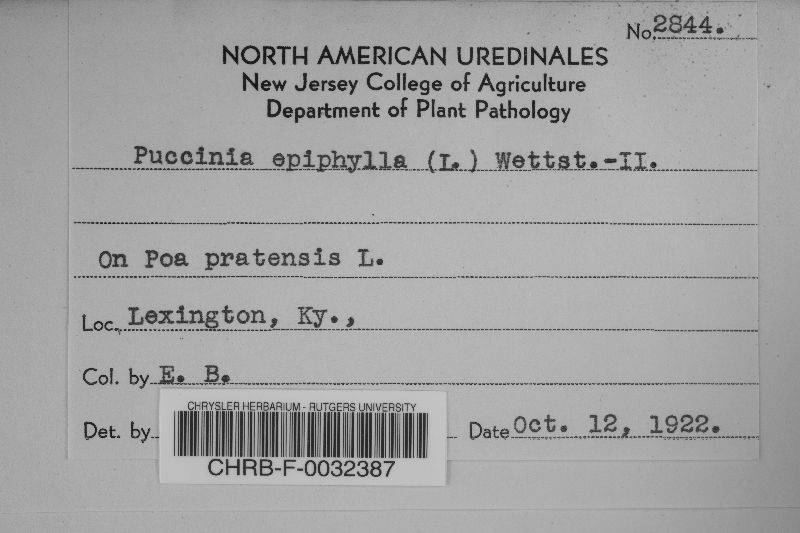 No. 2844.
NORTH AMERICAN UREDINALES
New Jersey College of Agriculture
Department of Plant Pathology
Puccinia epiphylla (L.) Wettst.-II.
On Poa pratensis L.
Loc. Lexington, Ky.,
Col. by E. B.
CHRYSLER HERBARIUM - RUTGERS UNIVERSITY
Det. by Date Oct. 12, 1922.
CHRB-F-0032387